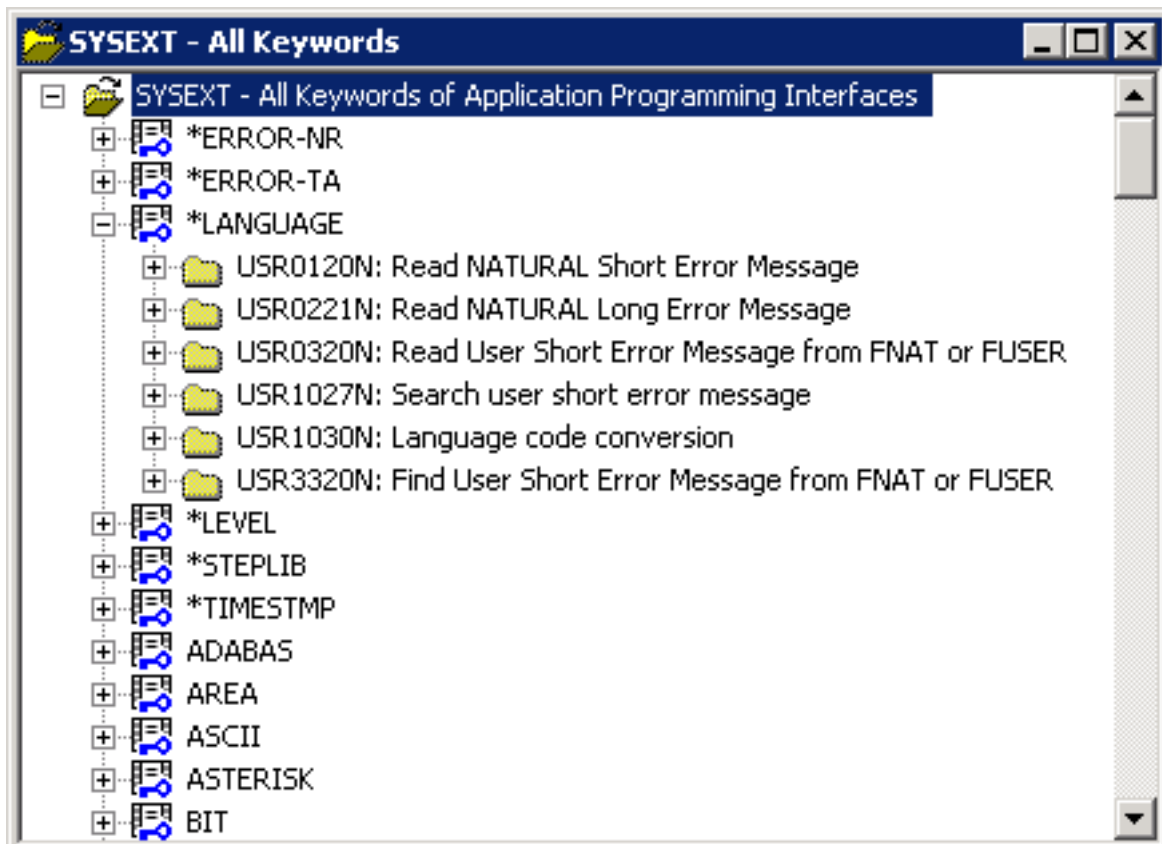 SYSEXT - All Keywords
SYSEXT - All Keywords of Application Programming Interfaces
*ERROR-NR
*ERROR-TA
*LANGUAGE
USR0120N: Read NATURAL Short Error Message
USR0221N: Read NATURAL Long Error Message
USR0320N: Read User Short Error Message from FNAT or FUSER
USR1027N: Search user short error message
USR1030N: Language code conversion
USR3320N: Find User Short Error Message from FNAT or FUSER
*LEVEL
*STEPLIB
*TIMESTMP
ADABAS
AREA
ASCII
ASTERISK
BIT